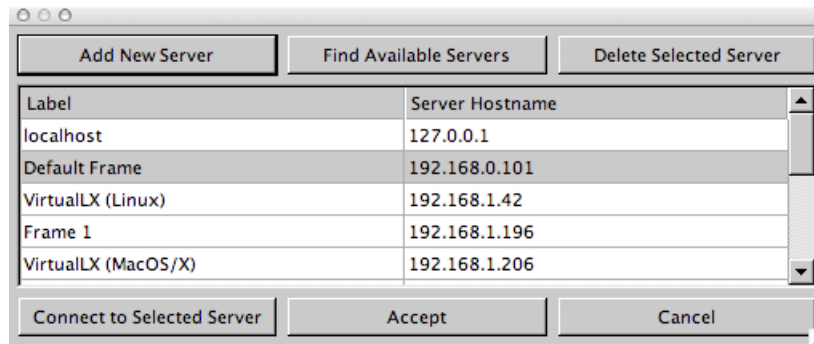 Add New Server Find Available Servers Delete Selected Server
Label Server Hostname
localhost 127.0.0.1
Default Frame 192.168.0.101
VirtualLX (Linux) 192.168.1.42
Frame 1 192.168.1.196
VirtualLX (MacOS/X) 192.168.1.206
Connect to Selected Server Accept Cancel